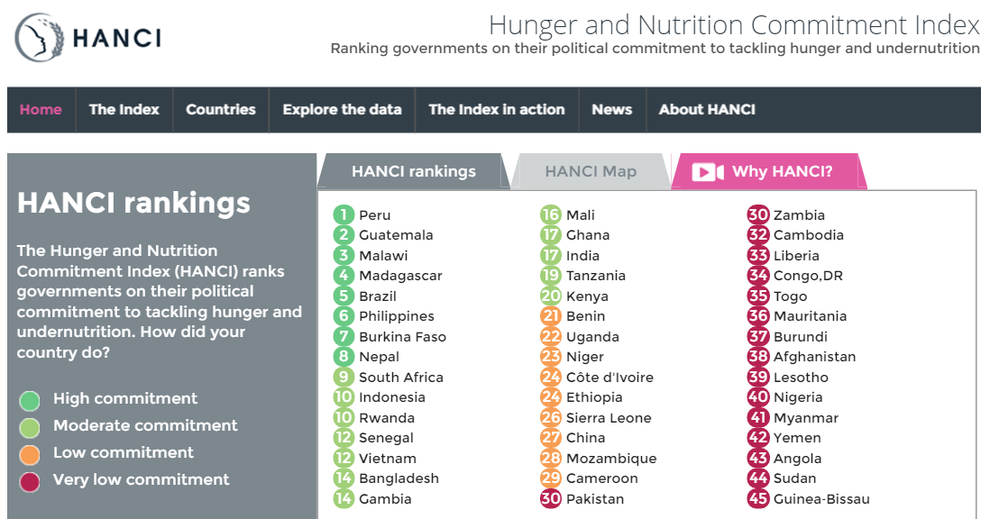 HANCI
Hunger and Nutrition Commitment Index
Ranking governments on their political commitment to tackling hunger and undernutrition
Home The Index Countries Explore the data The Index in action News About HANCI
HANCI rankings
The Hunger and Nutrition
Commitment Index (HANCI) ranks
governments on their political
commitment to tackling hunger and
undernutrition. How did your
country do?
High commitment
Moderate commitment
Low commitment
Very low commitment
HANCI rankings HANCI Map Why HANCI?
1 Peru
2 Guatemala
3 Malawi
4 Madagascar
5 Brazil
6 Philippines
7 Burkina Faso
8 Nepal
9 South Africa
10 Indonesia
10 Rwanda
12 Senegal
12 Vietnam
14 Bangladesh
14 Gambia
16 Mali
17 Ghana
17 India
19 Tanzania
20 Kenya
21 Benin
22 Uganda
23 Niger
24 Côte d'Ivoire
24 Ethiopia
26 Sierra Leone
27 China
28 Mozambique
29 Cameroon
30 Pakistan
30 Zambia
32 Cambodia
33 Liberia
34 Congo,DR
35 Togo
36 Mauritania
37 Burundi
38 Afghanistan
39 Lesotho
40 Nigeria
41 Myanmar
42 Yemen
43 Angola
44 Sudan
45 Guinea-Bissau